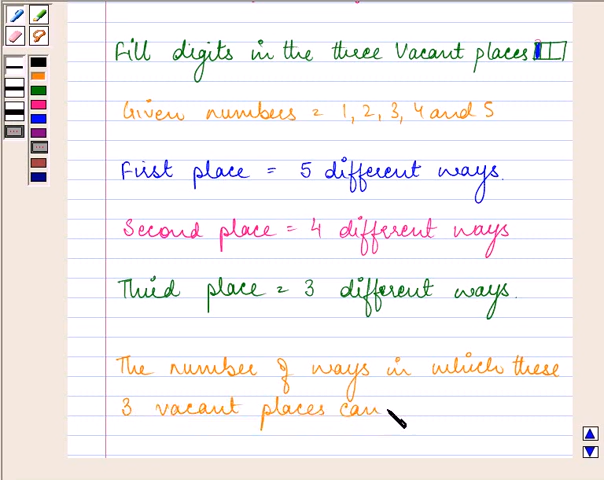 Fill digits in the three Vacant places
Given numbers = 1, 2, 3, 4 and 5
First place = 5 different ways.
Second place = 4 different ways
Third place = 3 different ways.
The number of ways in which these
3 vacant places can